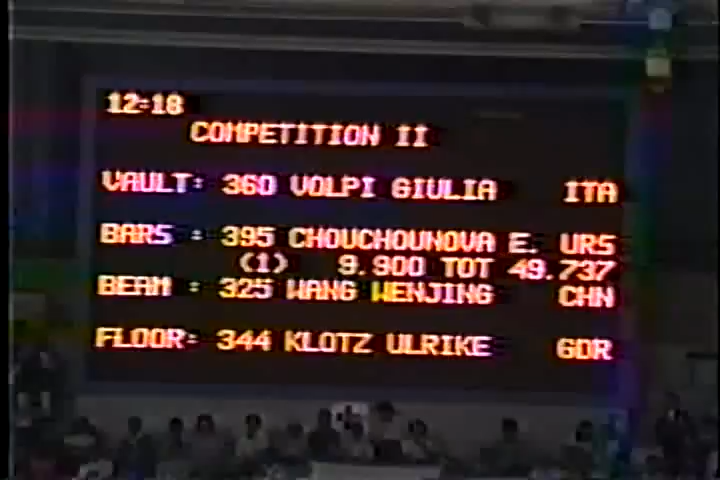 12:18
COMPETITION II
VAULT: 360 VOLPI GIULIA ITA
BARS : 395 CHOUCHOUNOVA E. URS
(1) 9.900 TOT 49.737
BEAM : 325 WANG WENJING CHN
FLOOR: 344 KLOTZ ULRIKE GDR